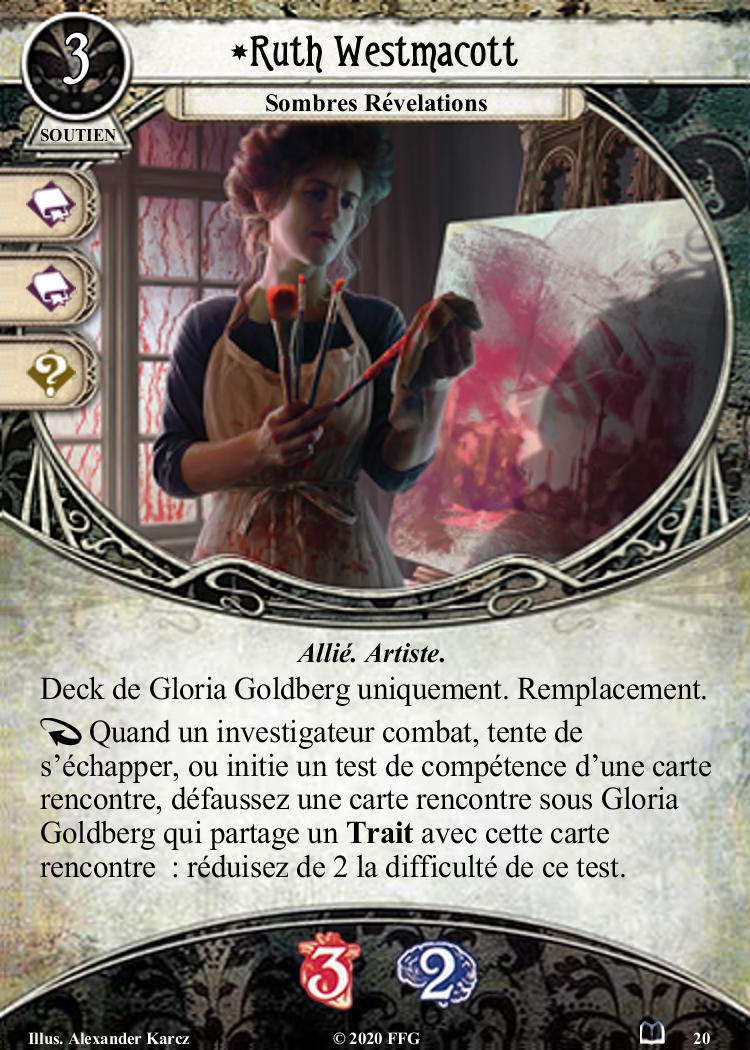 3
*Ruth Westmacott
Sombres Révelations
SOUTIEN
?
Allié. Artiste.
Deck de Gloria Goldberg uniquement. Remplacement.
Quand un investigateur combat, tente de
s’échapper, ou initie un test de compétence d’une carte
rencontre, défaussez une carte rencontre sous Gloria
Goldberg qui partage un Trait avec cette carte
rencontre  : réduisez de 2 la difficulté de ce test.
3 2
Illus. Alexander Karcz © 2020 FFG 20